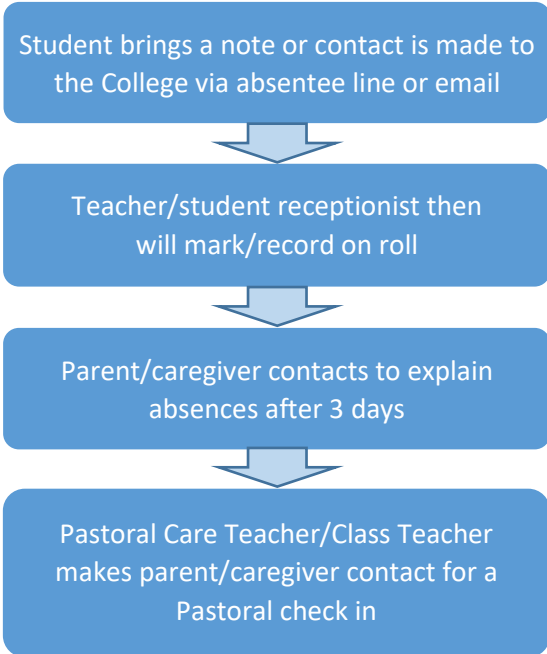 Student brings a note or contact is made to
the College via absentee line or email
Teacher/student receptionist then
will mark/record on roll
Parent/caregiver contacts to explain
absences after 3 days
Pastoral Care Teacher/Class Teacher
makes parent/caregiver contact for a
Pastoral check in